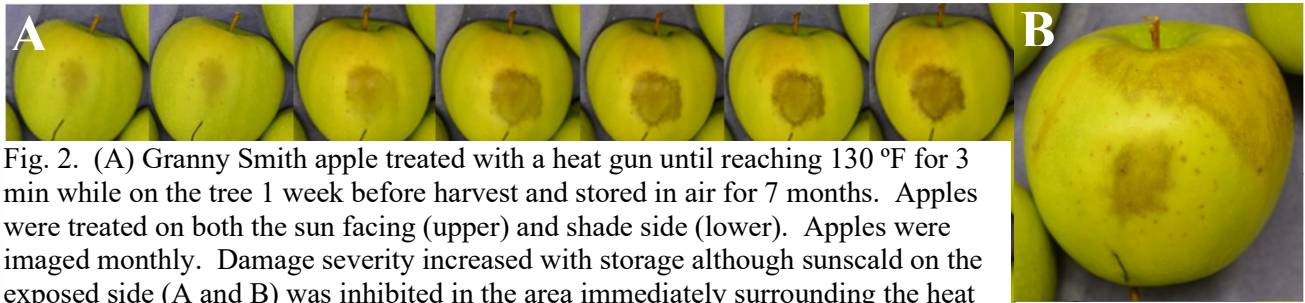 A
B
Fig. 2. (A) Granny Smith apple treated with a heat gun until reaching 130 ºF for 3
min while on the tree 1 week before harvest and stored in air for 7 months. Apples
were treated on both the sun facing (upper) and shade side (lower). Apples were
imaged monthly. Damage severity increased with storage although sunscald on the
exposed side (A and B) was inhibited in the area immediately surrounding the heat